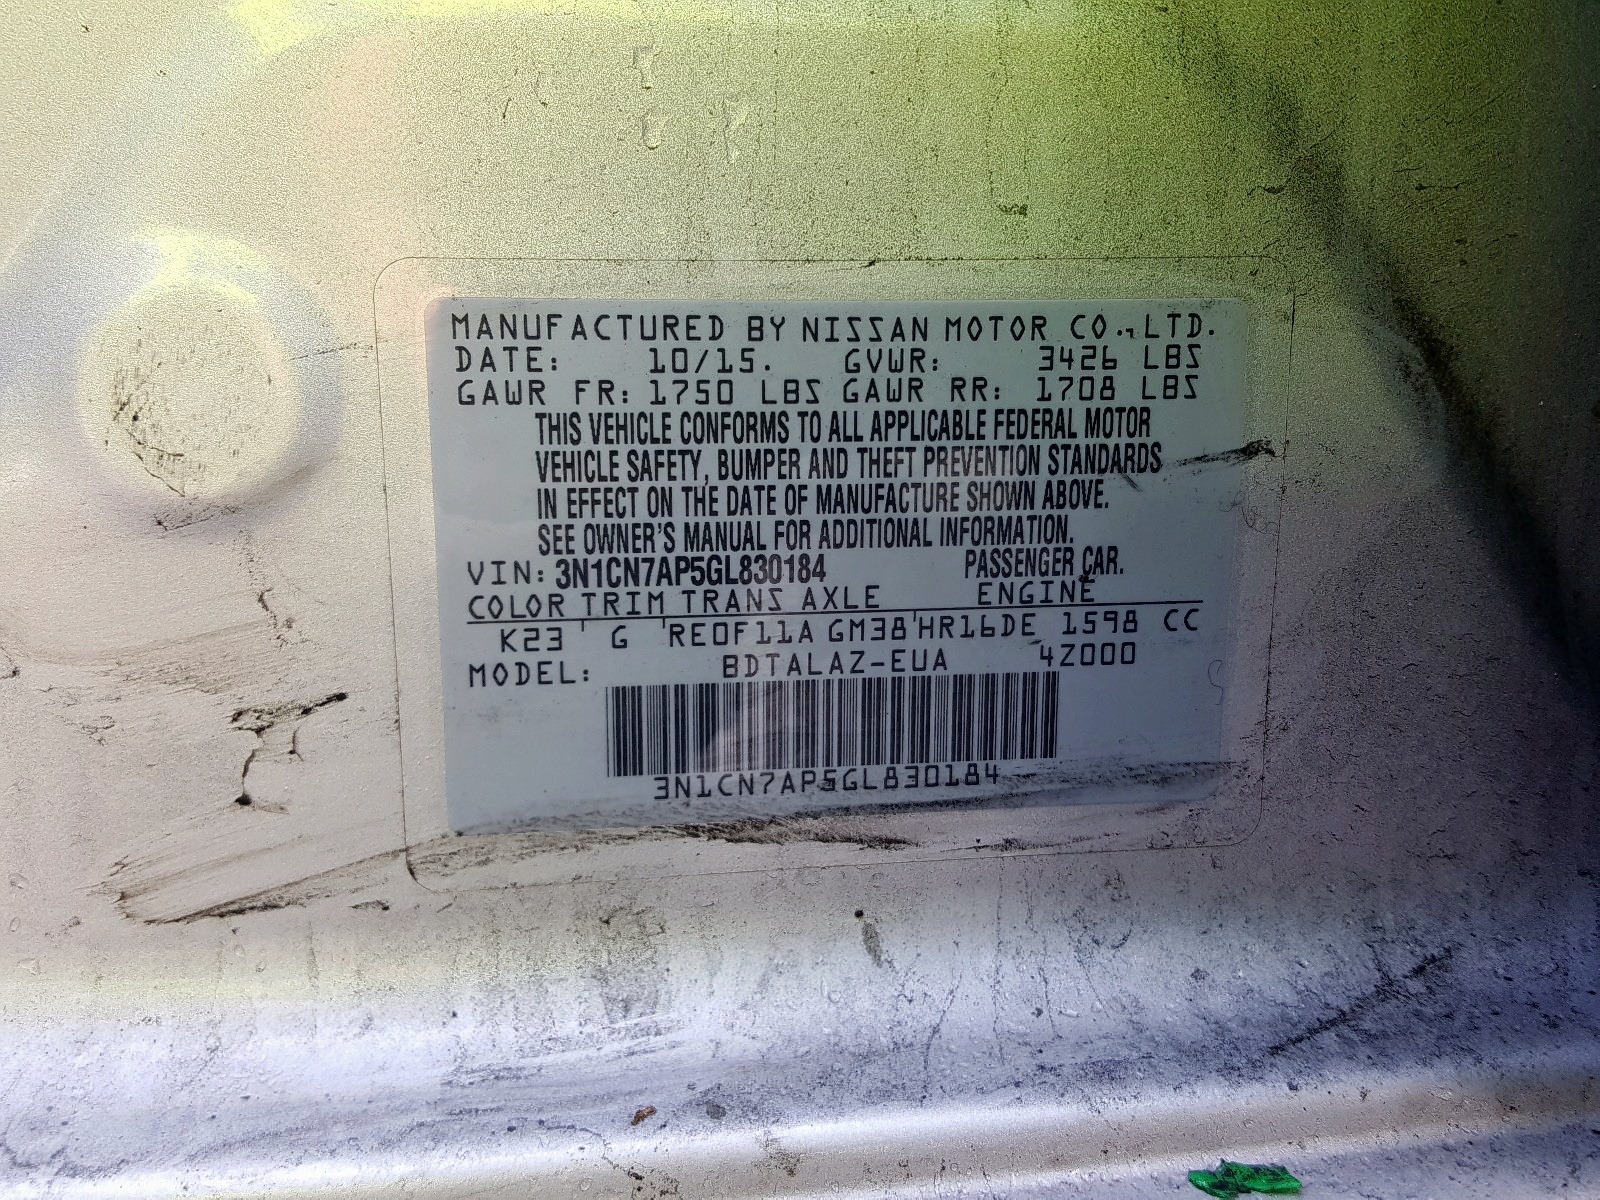 MANUFACTURED BY NISSAN MOTOR CO., LTD.
DATE: 10/15. GVWR: 3426 LBS
GAWR FR: 1750 LBS GAWR RR: 1708 LBS
THIS VEHICLE CONFORMS TO ALL APPLICABLE FEDERAL MOTOR
VEHICLE SAFETY, BUMPER AND THEFT PREVENTION STANDARDS
IN EFFECT ON THE DATE OF MANUFACTURE SHOWN ABOVE.
SEE OWNER'S MANUAL FOR ADDITIONAL INFORMATION.
VIN: 3N1CN7AP5GL830184 PASSENGER CAR.
COLOR TRIM TRANS AXLE ENGINE
K23 G RE0F11A GM38 HR16DE 1598 CC
MODEL: BDTALAZ-EUA 4Z000
3N1CN7AP5GL830184